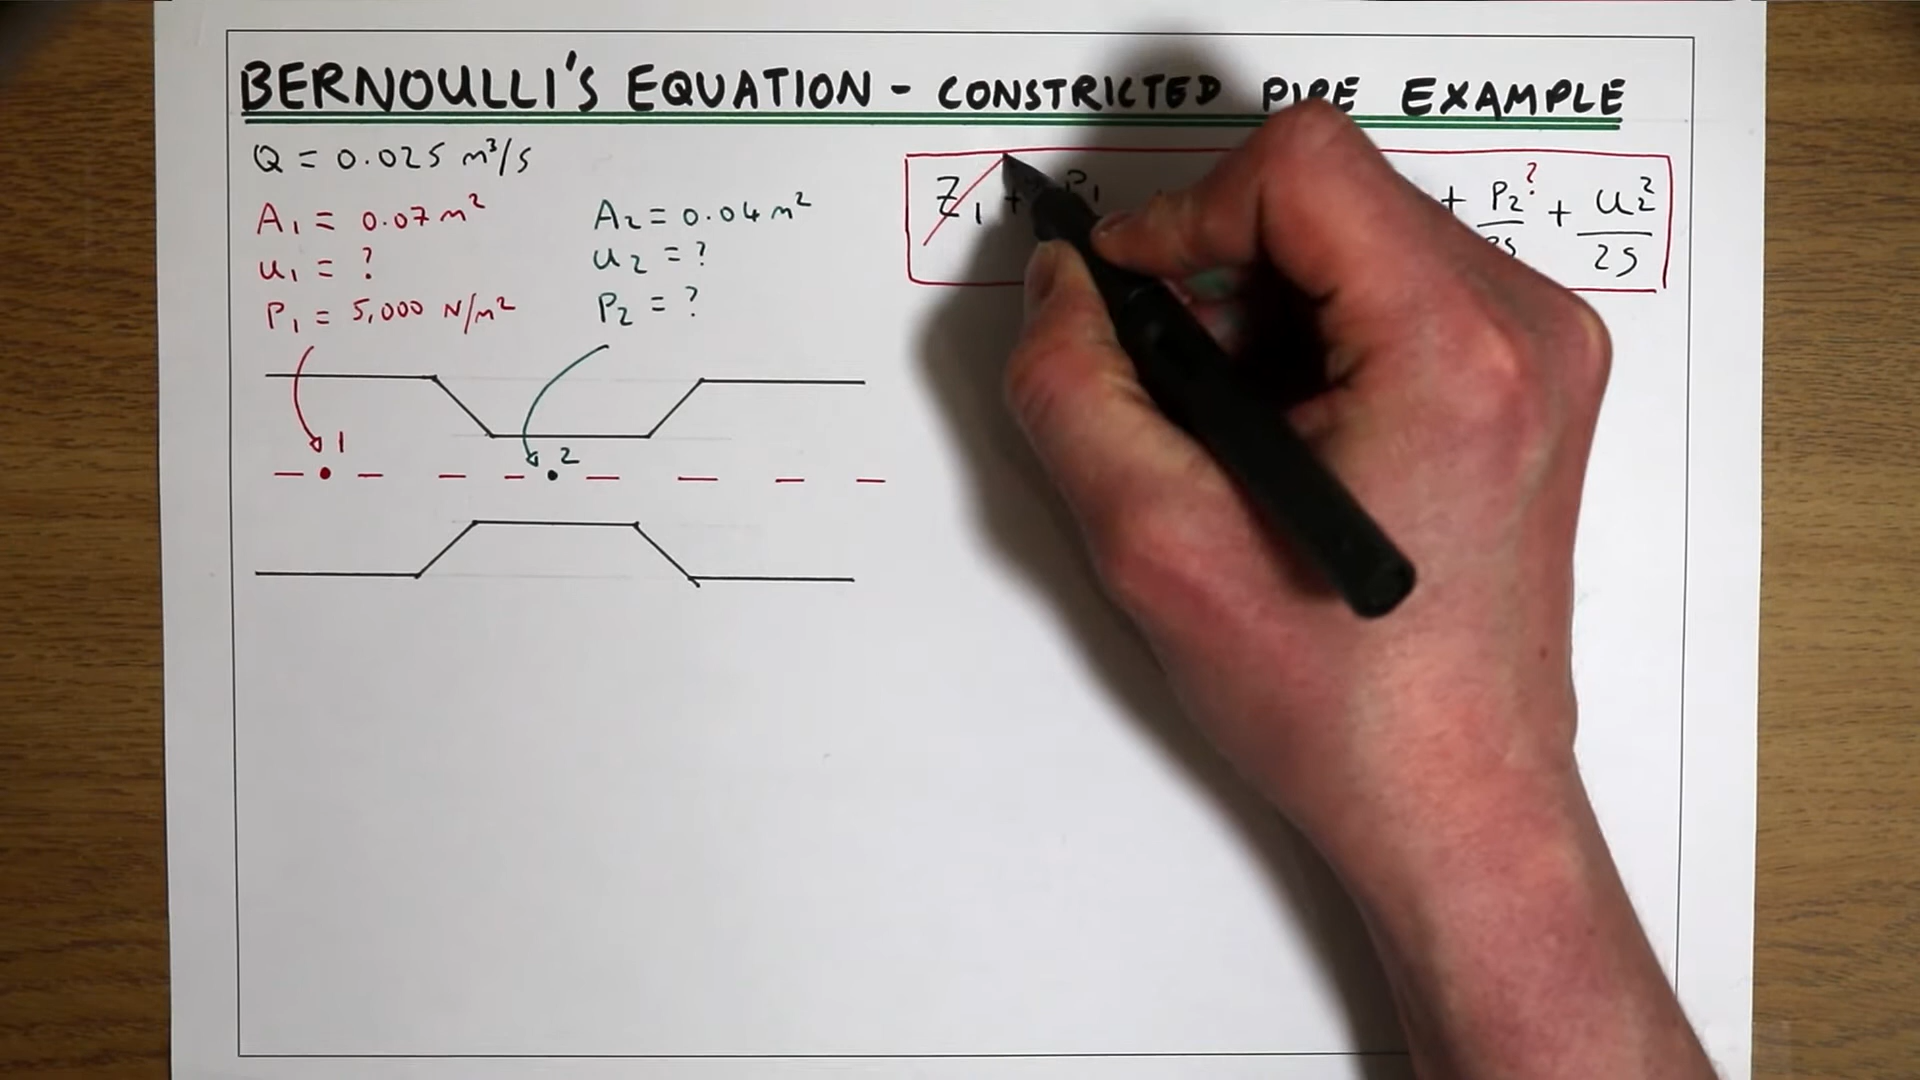 BERNOULLI'S EQUATION - CONSTRICTED PIPE EXAMPLE
Q = 0.025 m³/s
A₁ = 0.07 m²
u₁ = ?
P₁ = 5,000 N/m²
A₂ = 0.04 m²
u₂ = ?
P₂ = ?
Z₁ + P₁
+ P₂? + u₂²
2g
1
2